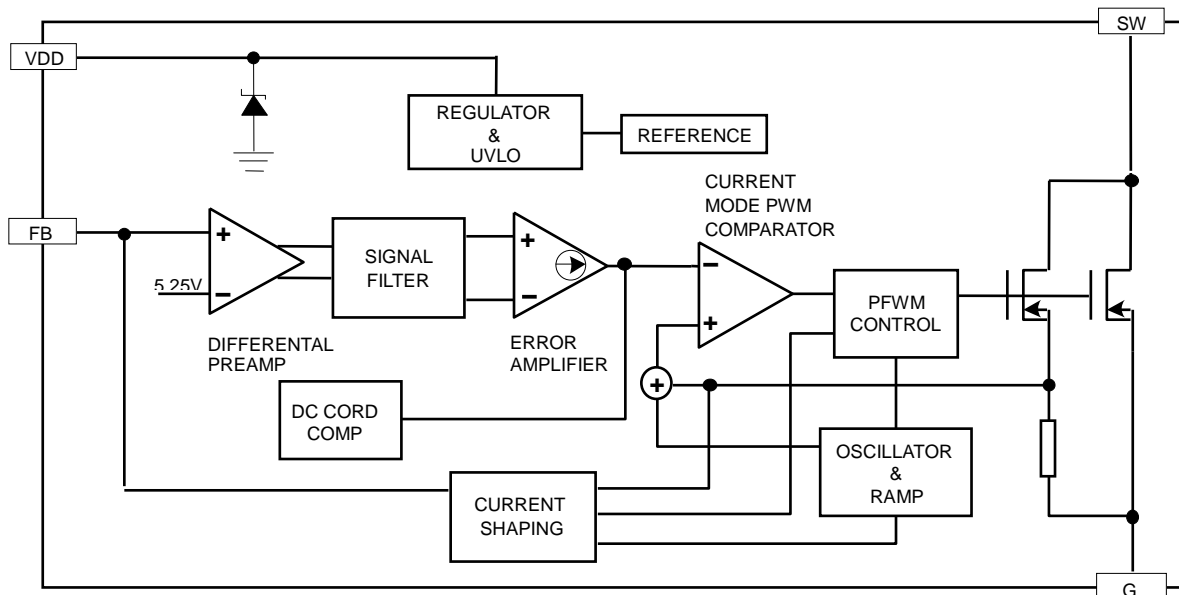 SW
VDD
REGULATOR
&
UVLO
REFERENCE
CURRENT
MODE PWM
COMPARATOR
FB
+
5.25V
−
SIGNAL
FILTER
+
−
−
+
PFWM
CONTROL
DIFFERENTAL
PREAMP
ERROR
AMPLIFIER
+
DC CORD
COMP
OSCILLATOR
&
RAMP
CURRENT
SHAPING
G